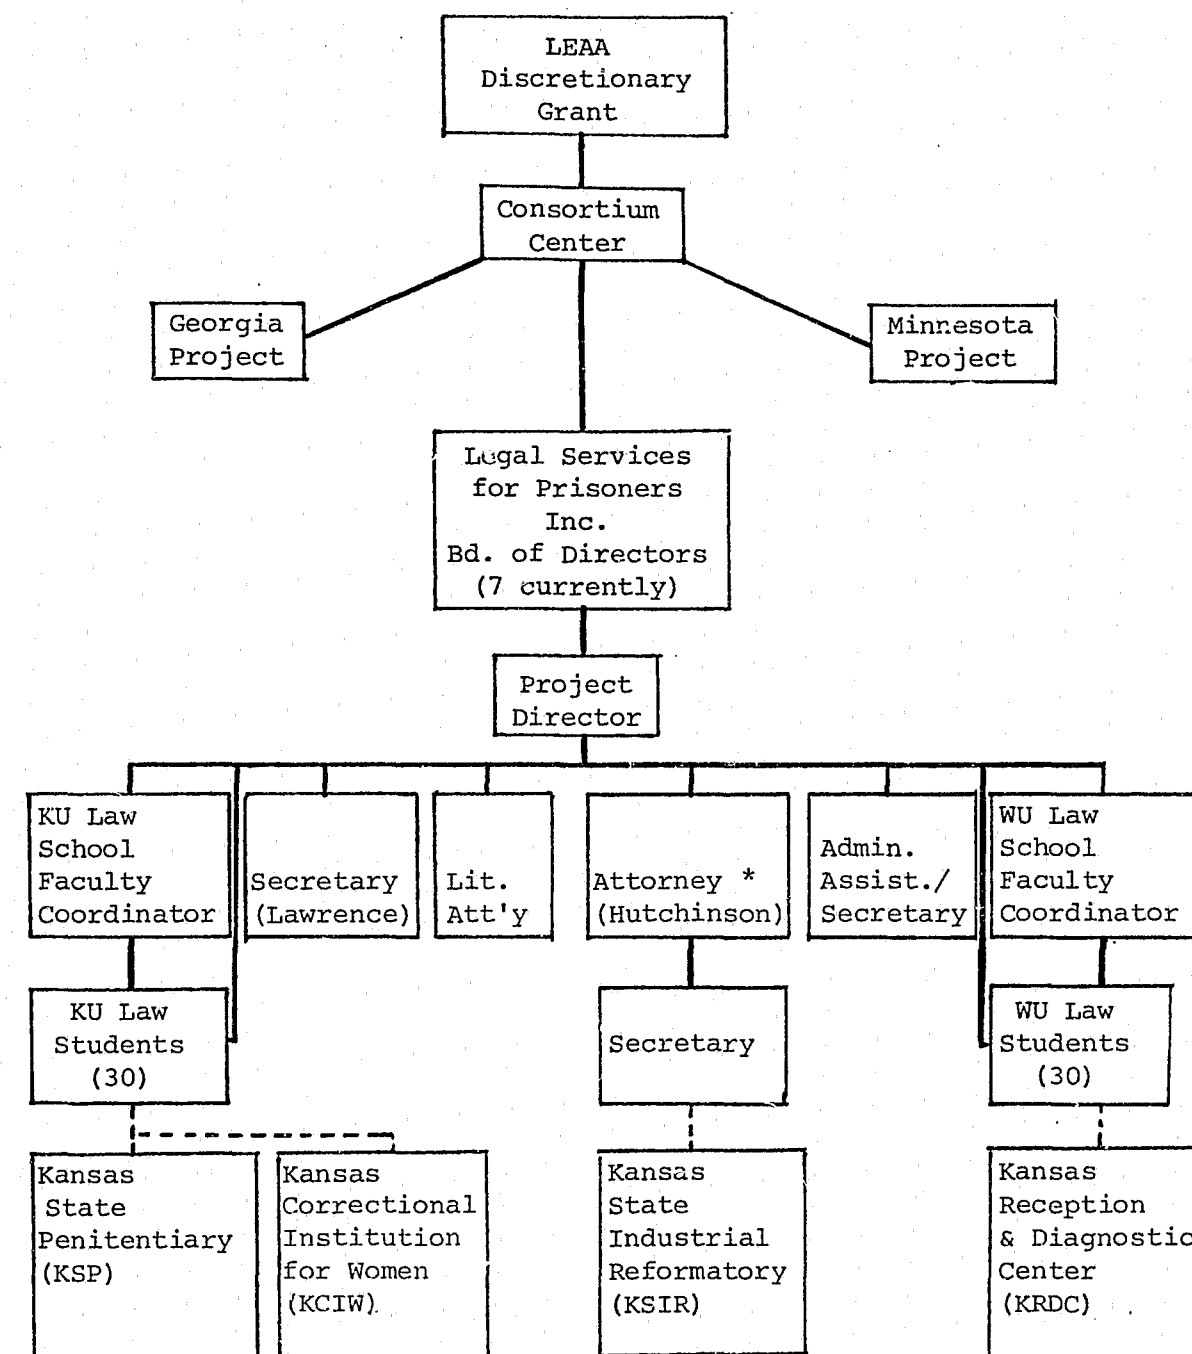 LEAA
Discretionary
Grant
Consortium
Center
Georgia
Project
Minnesota
Project
Legal Services
for Prisoners
Inc.
Bd. of Directors
(7 currently)
Project
Director
KU Law
School
Faculty
Coordinator
Secretary
(Lawrence)
Lit.
Att'y
Attorney *
(Hutchinson)
Admin.
Assist./
Secretary
WU Law
School
Faculty
Coordinator
KU Law
Students
(30)
Secretary
WU Law
Students
(30)
Kansas
State
Penitentiary
(KSP)
Kansas
Correctional
Institution
for Women
(KCIW)
Kansas
State
Industrial
Reformatory
(KSIR)
Kansas
Reception
& Diagnostic
Center
(KRDC)